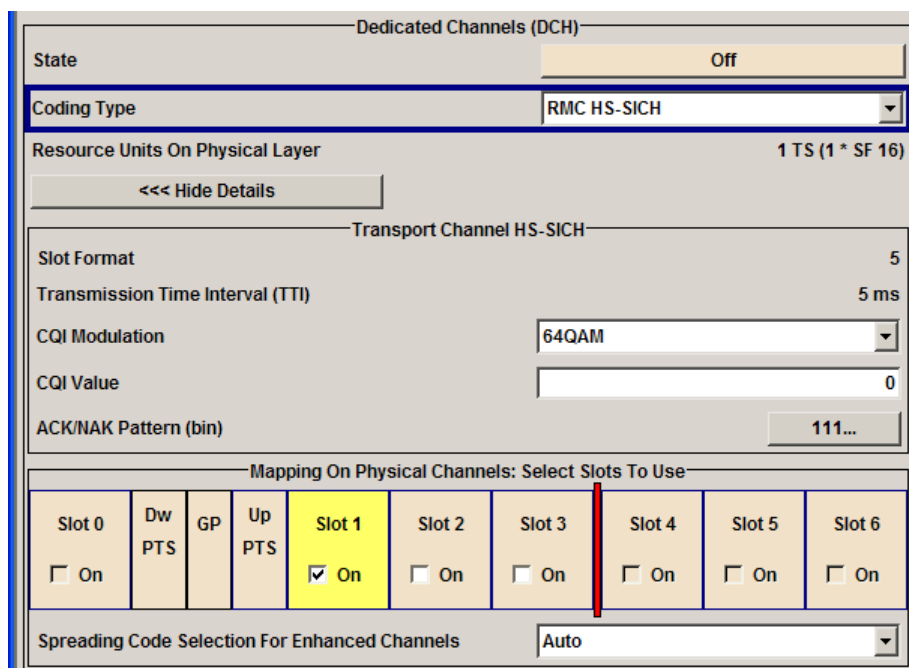 Dedicated Channels (DCH)
State Off
Coding Type RMC HS-SICH
Resource Units On Physical Layer 1 TS (1 * SF 16)
<<< Hide Details
Transport Channel HS-SICH
Slot Format 5
Transmission Time Interval (TTI) 5 ms
CQI Modulation 64QAM
CQI Value 0
ACK/NAK Pattern (bin) 111...
Mapping On Physical Channels: Select Slots To Use
Slot 0 Dw PTS GP Up PTS Slot 1 Slot 2 Slot 3 Slot 4 Slot 5 Slot 6
On On On On On On On
Spreading Code Selection For Enhanced Channels Auto